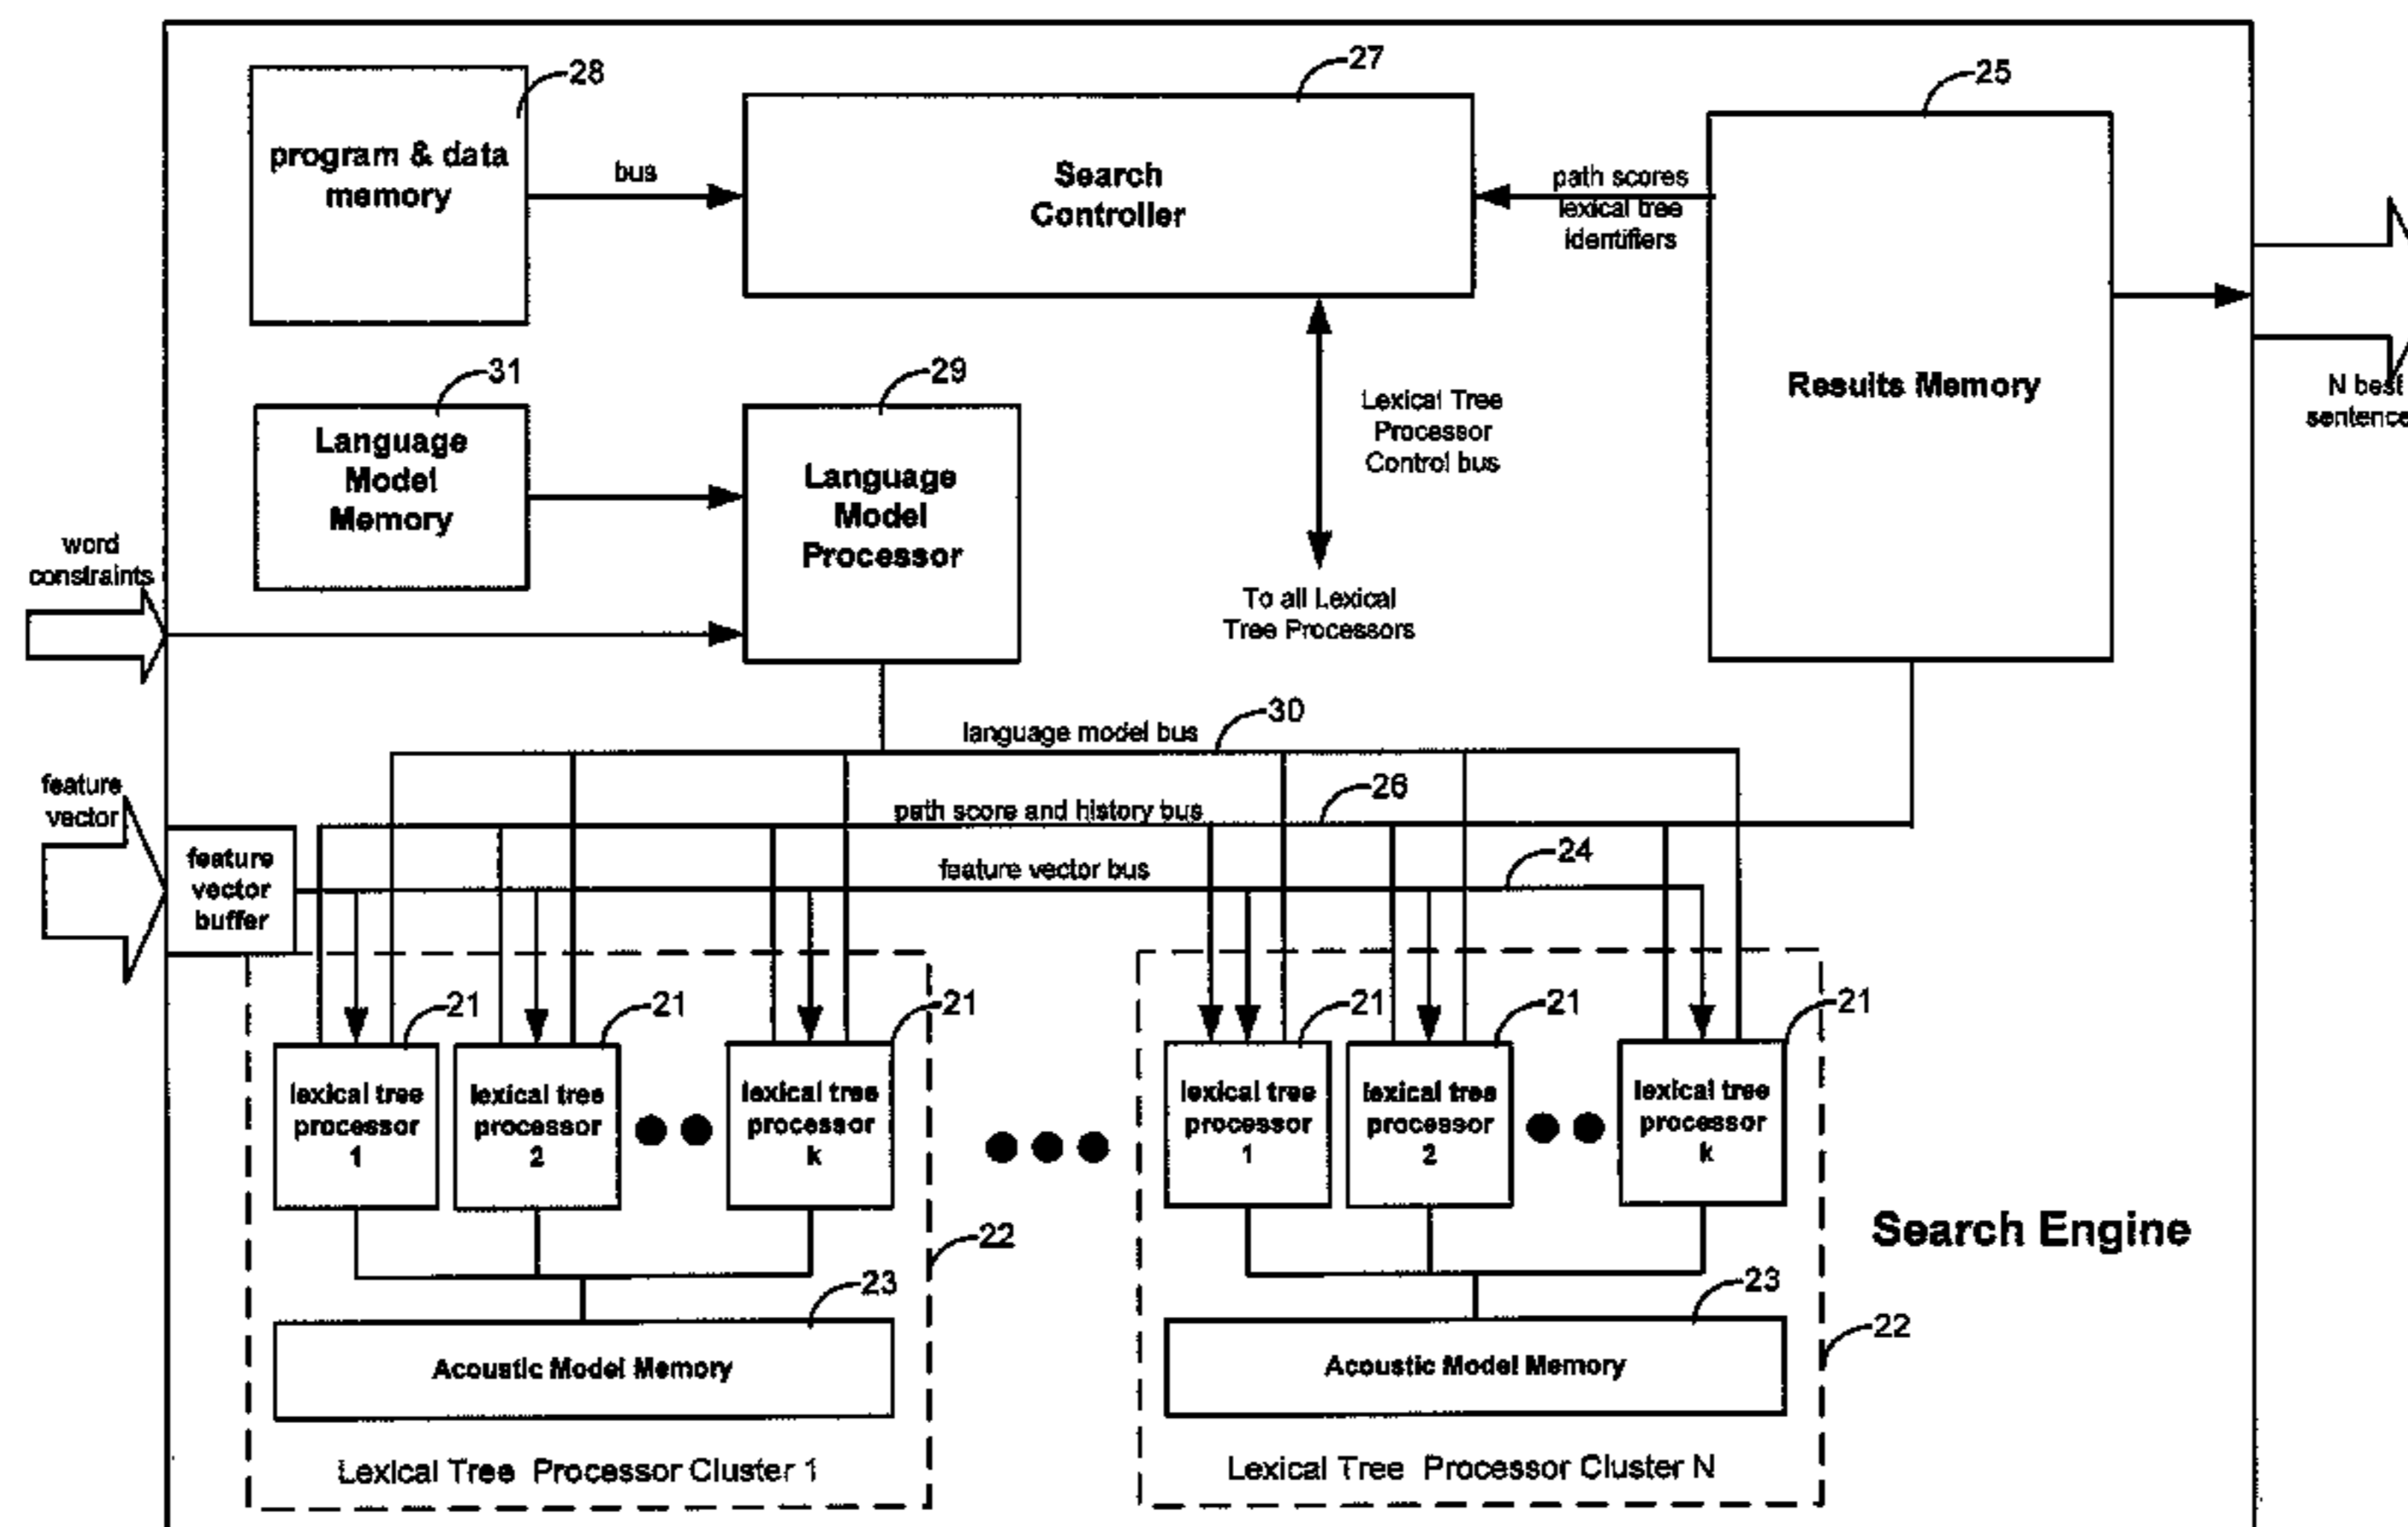 28
27
25
program & data
memory
bus
Search
Controller
path scores
lexical tree
identifiers
31
29
Language
Model
Memory
Language
Model
Processor
Lexical Tree
Processor
Control bus
Results Memory
N best
sentence
word
constraints
To all Lexical
Tree Processors
language model bus
30
feature
vector
path score and history bus
26
feature
vector
buffer
feature vector bus
24
21
21
21
21
21
21
lexical tree
processor
1
lexical tree
processor
2
lexical tree
processor
k
lexical tree
processor
1
lexical tree
processor
2
lexical tree
processor
k
22
Search Engine
23
23
22
Acoustic Model Memory
Acoustic Model Memory
Lexical Tree Processor Cluster 1
Lexical Tree Processor Cluster N